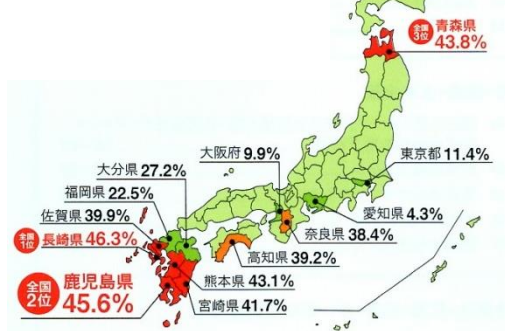 全国3位 青森県
43.8%
大阪府 9.9%
東京都 11.4%
大分県 27.2%
福岡県 22.5%
愛知県 4.3%
佐賀県 39.9%
奈良県 38.4%
全国1位 長崎県 46.3%
高知県 39.2%
全国2位 鹿児島県
45.6%
熊本県 43.1%
宮崎県 41.7%